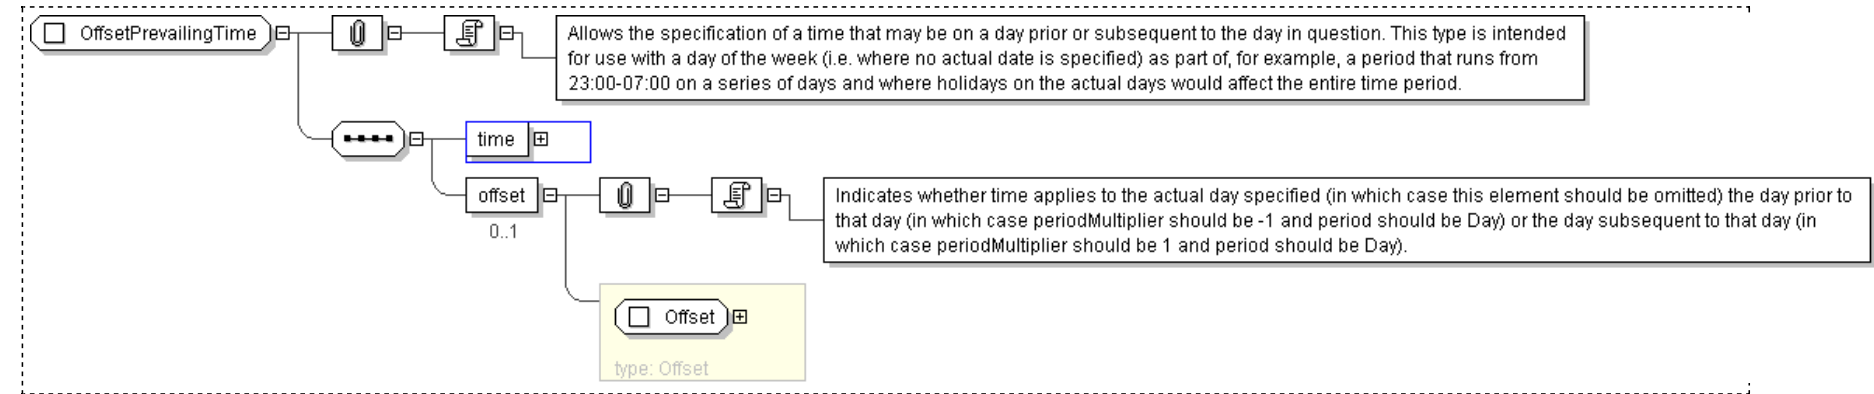 OffsetPrevailingTime
Allows the specification of a time that may be on a day prior or subsequent to the day in question. This type is intended
for use with a day of the week (i.e. where no actual date is specified) as part of, for example, a period that runs from
23:00-07:00 on a series of days and where holidays on the actual days would affect the entire time period.
time
offset
0..1
Indicates whether time applies to the actual day specified (in which case this element should be omitted) the day prior to
that day (in which case periodMultiplier should be -1 and period should be Day) or the day subsequent to that day (in
which case periodMultiplier should be 1 and period should be Day).
Offset
type: Offset